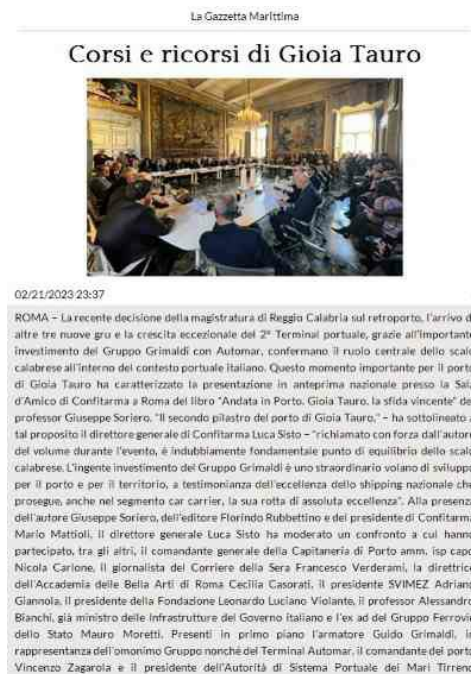 La Gazzetta Marittima
Corsi e ricorsi di Gioia Tauro
02/21/2023 23:37
ROMA – La recente decisione della magistratura di Reggio Calabria sul retroporto, l'arrivo d
altre tre nuove gru e la crescita eccezionale del 2° Terminal portuale, grazie all'importante
investimento del Gruppo Grimaldi con Automar, confermano il ruolo centrale dello scalo
calabrese all'interno del contesto portuale italiano. Questo momento importante per il porto
di Gioia Tauro ha caratterizzato la presentazione in anteprima nazionale presso la Sala
d'Amico di Confitarma a Roma del libro "Andata in Porto. Gioia Tauro. la sfida vincente" del
professor Giuseppe Soriero. "Il secondo pilastro del porto di Gioia Tauro," – ha sottolineato a
tal proposito il direttore generale di Confitarma Luca Sisto – "richiamato con forza dall'autore
del volume durante l'evento, è indubbiamente fondamentale punto di equilibrio dello scalo
calabrese. L'ingente investimento del Gruppo Grimaldi è uno straordinario volano di sviluppo
per il porto e per il territorio, a testimonianza dell'eccellenza dello shipping nazionale che
prosegue, anche nel segmento car carrier, la sua rotta di assoluta eccellenza". Alla presenza
dell'autore Giuseppe Soriero, dell'editore Florindo Rubbettino e del presidente di Confitarma
Mario Mattioli, il direttore generale Luca Sisto ha moderato un confronto a cui hanno
partecipato, tra gli altri, il comandante generale della Capitaneria di Porto amm. isp capo
Nicola Carlone, il giornalista del Corriere della Sera Francesco Verderami, la direttrice
dell'Accademia delle Bella Arti di Roma Cecilia Casorati, il presidente SVIMEZ Adriano
Giannola, il presidente della Fondazione Leonardo Luciano Violante, il professor Alessandro
Bianchi, già ministro delle Infrastrutture del Governo italiano e l'ex ad del Gruppo Ferrovie
dello Stato Mauro Moretti. Presenti in primo piano l'armatore Guido Grimaldi, in
rappresentanza dell'omonimo Gruppo nonché del Terminal Automar, il comandante del porto
Vincenzo Zagarola e il presidente dell'Autorità di Sistema Portuale dei Mari Tirreno